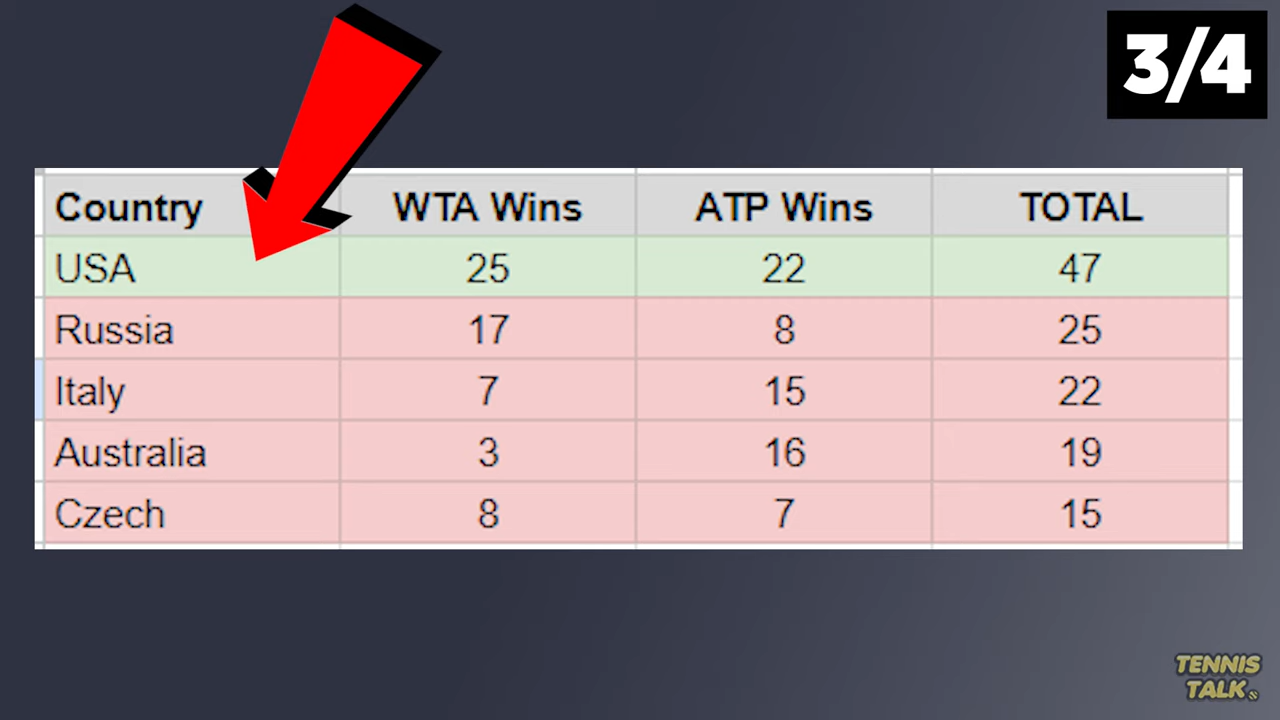 3/4
Country WTA Wins ATP Wins TOTAL
USA 25 22 47
Russia 17 8 25
Italy 7 15 22
Australia 3 16 19
Czech 8 7 15
TENNIS
TALK